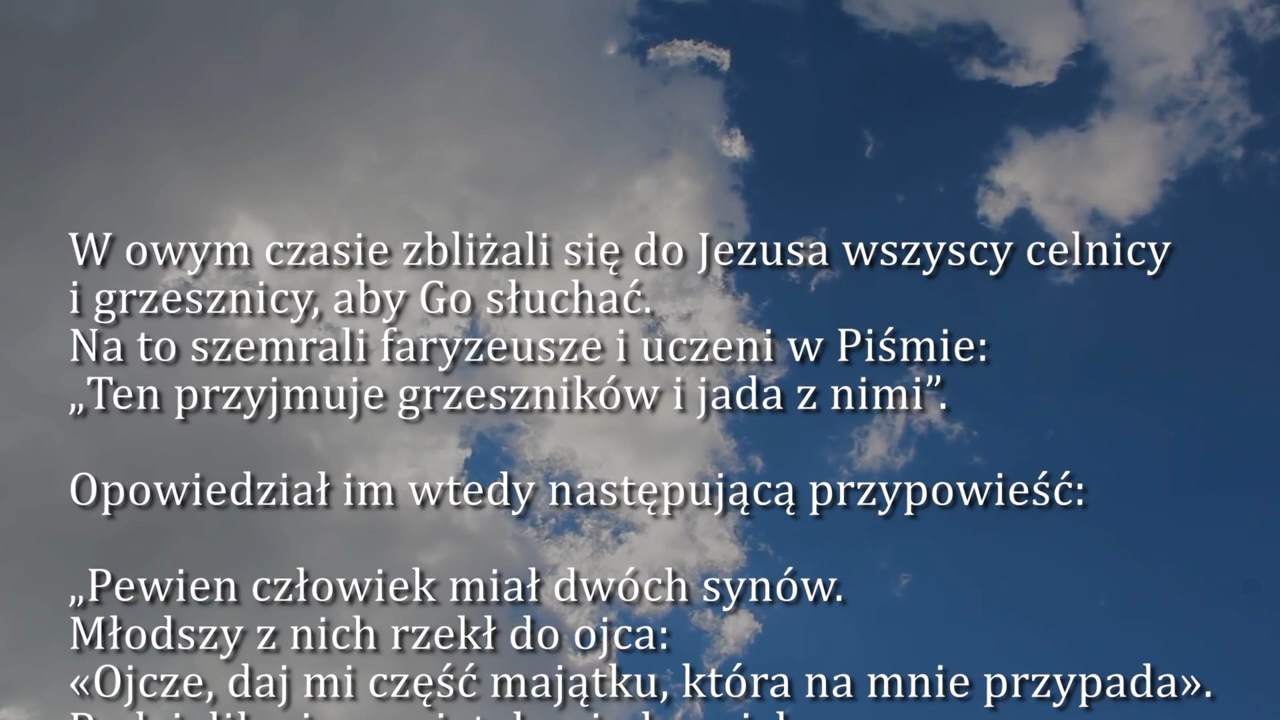 W owym czasie zbliżali się do Jezusa wszyscy celnicy
i grzesznicy, aby Go słuchać.
Na to szemrali faryzeusze i uczeni w Piśmie:
„Ten przyjmuje grzeszników i jada z nimi”.
Opowiedział im wtedy następującą przypowieść:
„Pewien człowiek miał dwóch synów.
Młodszy z nich rzekł do ojca:
«Ojcze, daj mi część majątku, która na mnie przypada».